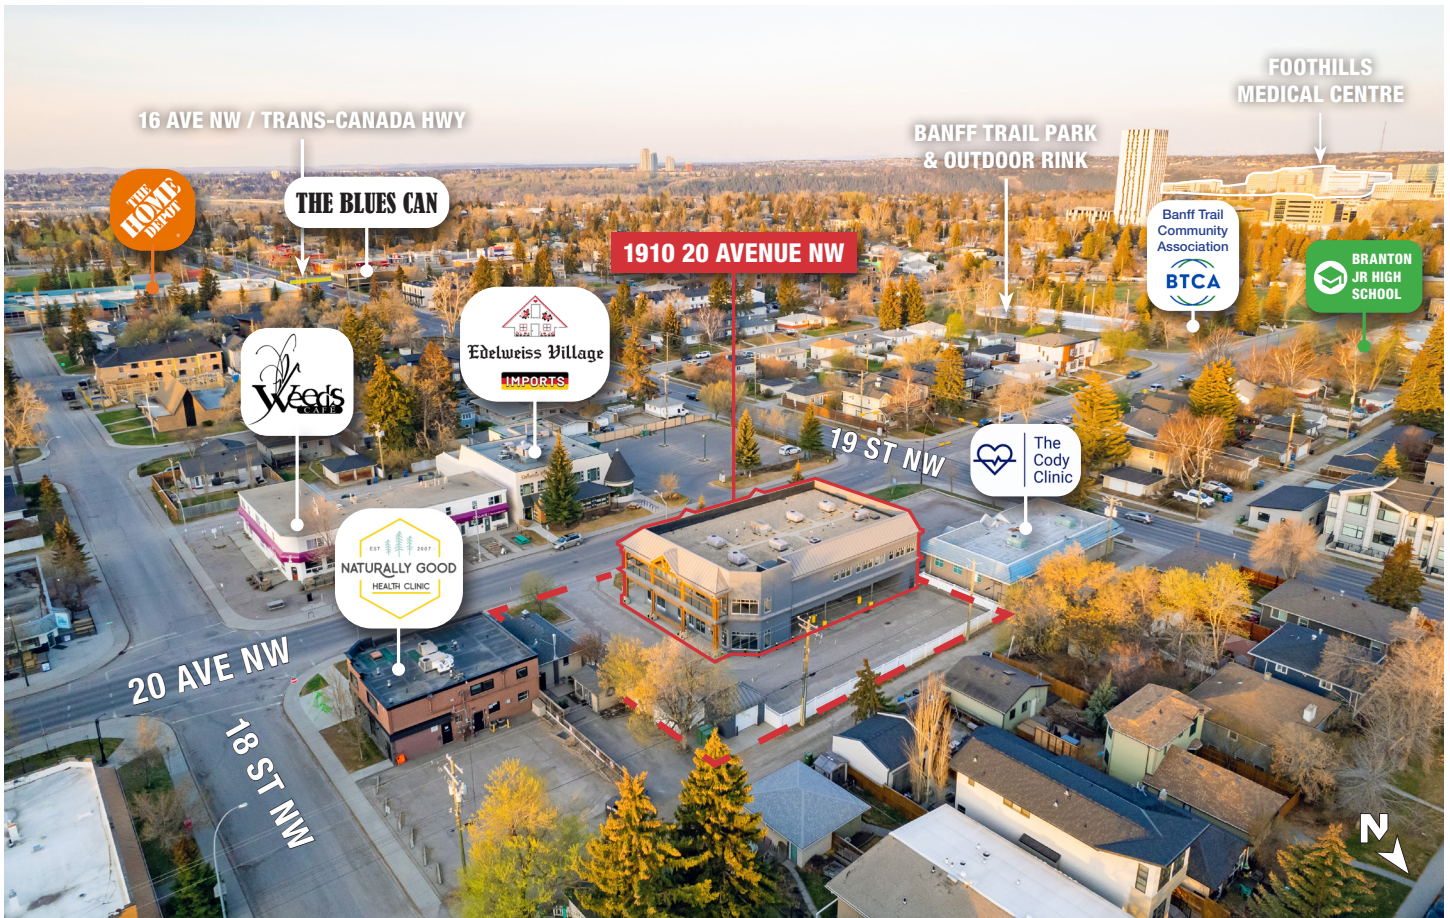 FOOTHILLS
MEDICAL CENTRE
16 AVE NW / TRANS-CANADA HWY
BANFF TRAIL PARK
& OUTDOOR RINK
THE
HOME
DEPOT
THE BLUES CAN
Banff Trail
Community
Association
BTCA
1910 20 AVENUE NW
BRANTON
JR HIGH
SCHOOL
Edelweiss Village
IMPORTS
Weeds
CAFÉ
19 ST NW
The
Cody
Clinic
EST 2007
NATURALLY GOOD
HEALTH CLINIC
20 AVE NW
18 ST NW
N